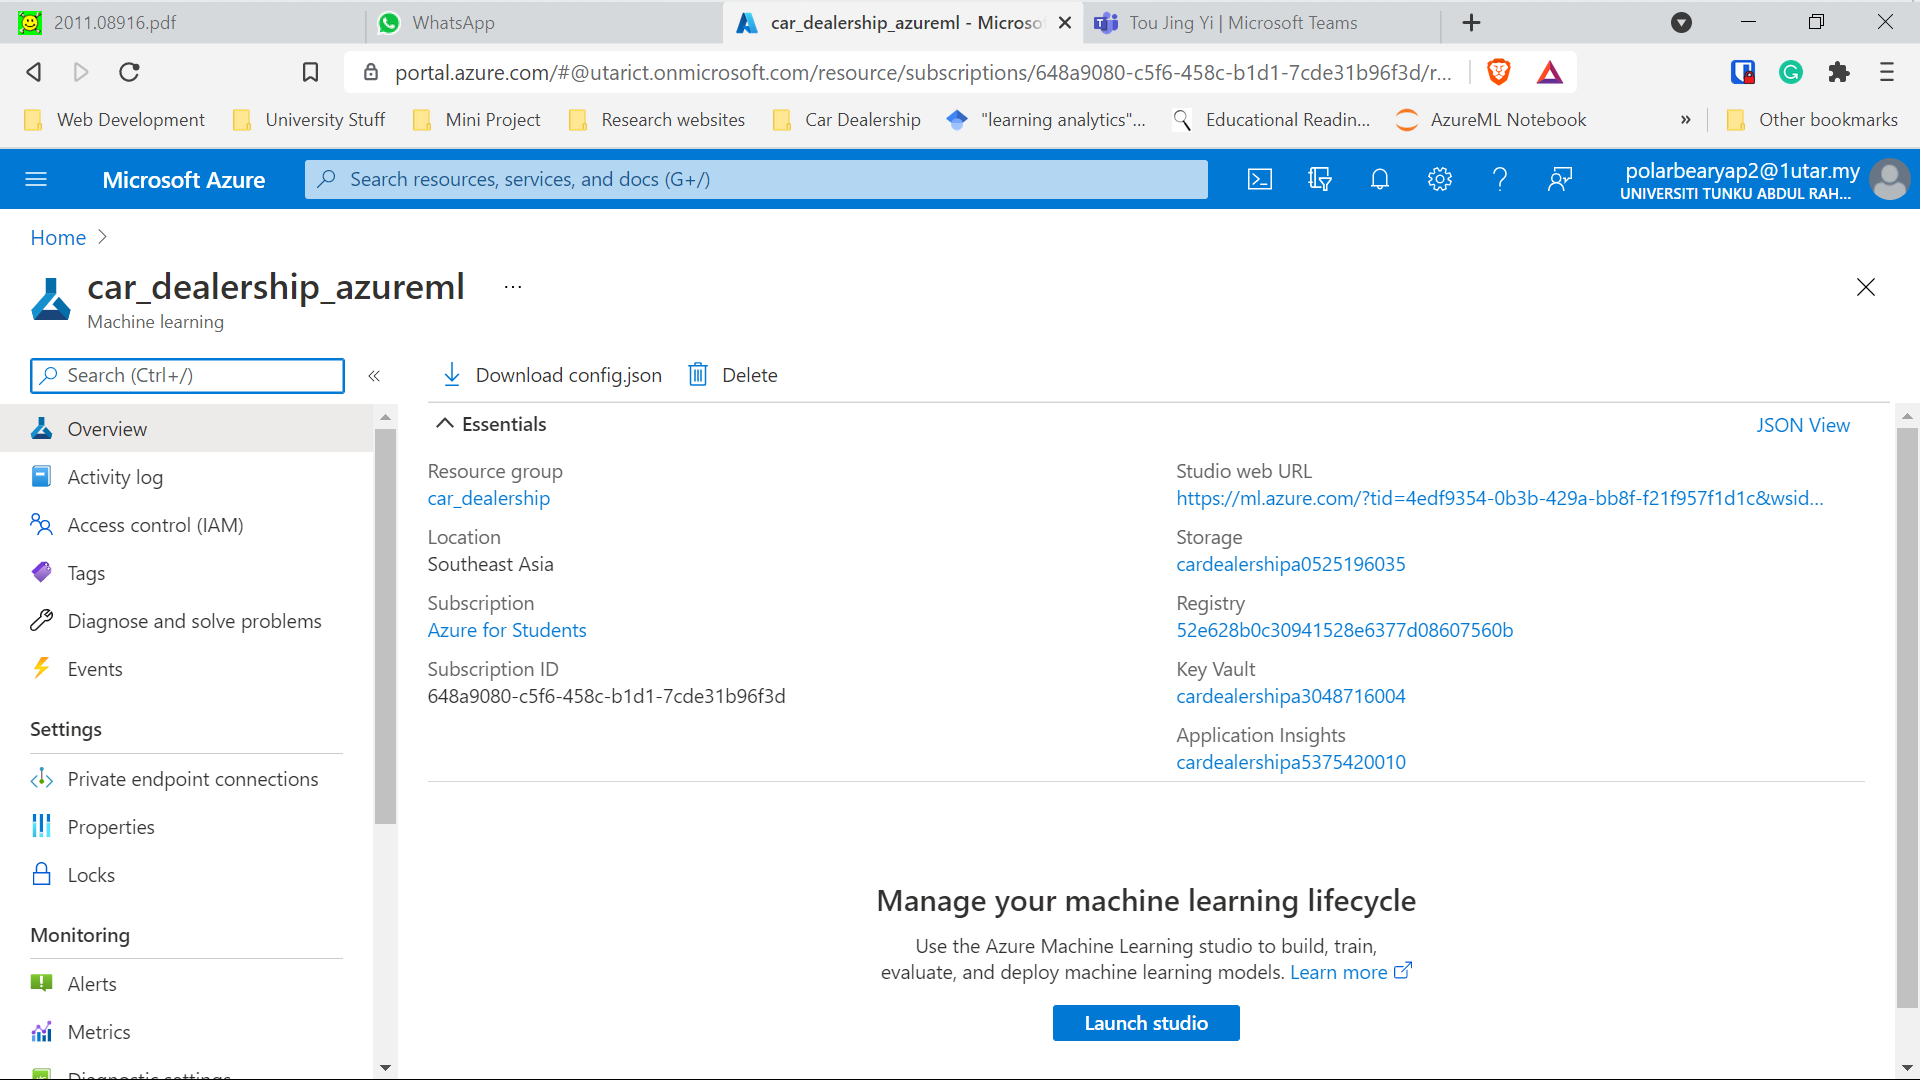 2011.08916.pdf
WhatsApp
car_dealership_azureml - Microso
Tou Jing Yi | Microsoft Teams
portal.azure.com/#@utarict.onmicrosoft.com/resource/subscriptions/648a9080-c5f6-458c-b1d1-7cde31b96f3d/r...
Web Development
University Stuff
Mini Project
Research websites
Car Dealership
"learning analytics"...
Educational Readin...
AzureML Notebook
»
Other bookmarks
Microsoft Azure
Search resources, services, and docs (G+/)
polarbearyap2@1utar.my
UNIVERSITI TUNKU ABDUL RAH...
Home >
car_dealership_azureml ...
Machine learning
Search (Ctrl+/)
«
Download config.json
Delete
Overview
Activity log
Access control (IAM)
Tags
Diagnose and solve problems
Events
Settings
Private endpoint connections
Properties
Locks
Monitoring
Alerts
Metrics
Diagnostic settings
Essentials
JSON View
Resource group
car_dealership
Location
Southeast Asia
Subscription
Azure for Students
Subscription ID
648a9080-c5f6-458c-b1d1-7cde31b96f3d
Studio web URL
https://ml.azure.com/?tid=4edf9354-0b3b-429a-bb8f-f21f957f1d1c&wsid...
Storage
cardealershipa0525196035
Registry
52e628b0c30941528e6377d08607560b
Key Vault
cardealershipa3048716004
Application Insights
cardealershipa5375420010
Manage your machine learning lifecycle
Use the Azure Machine Learning studio to build, train,
evaluate, and deploy machine learning models. Learn more
Launch studio